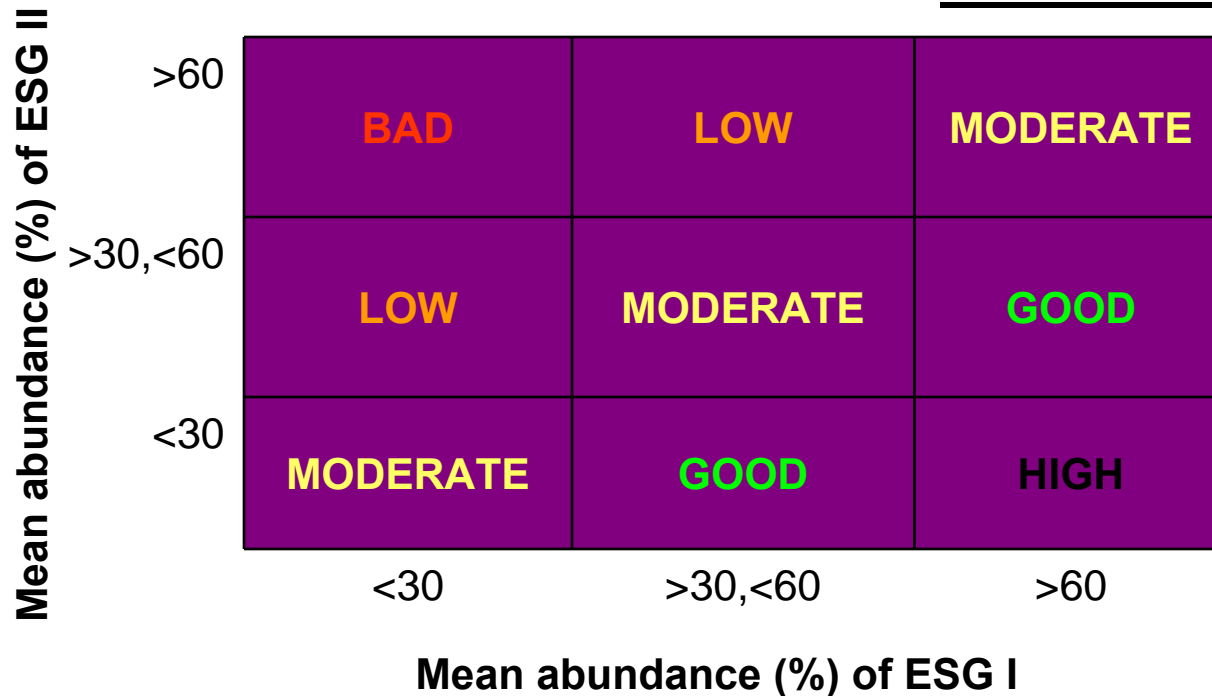 Mean abundance (%) of ESG II
>60
BAD LOW MODERATE
>30,<60
LOW MODERATE GOOD
<30
MODERATE GOOD HIGH
<30 >30,<60 >60
Mean abundance (%) of ESG I